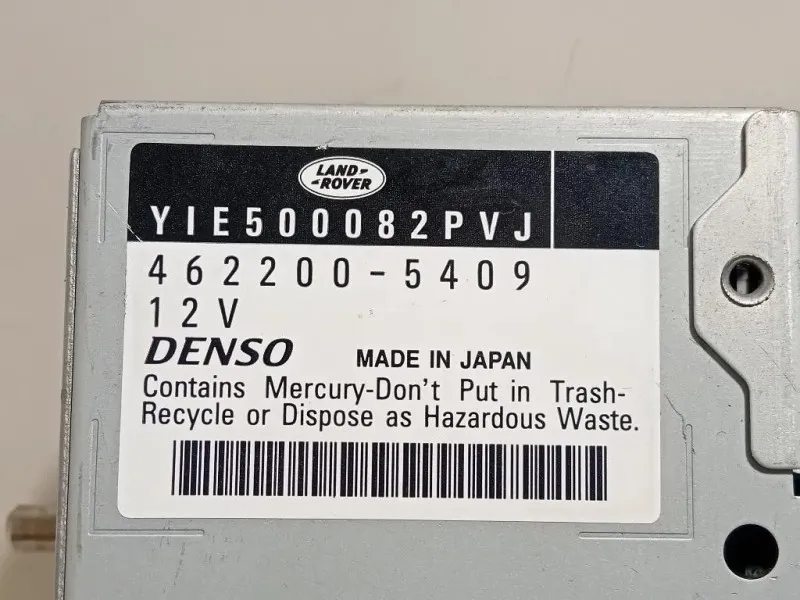 LAND-
-ROVER
YIE500082PVJ
462200-5409
12V
DENSO MADE IN JAPAN
Contains Mercury-Don't Put in Trash-
Recycle or Dispose as Hazardous Waste.